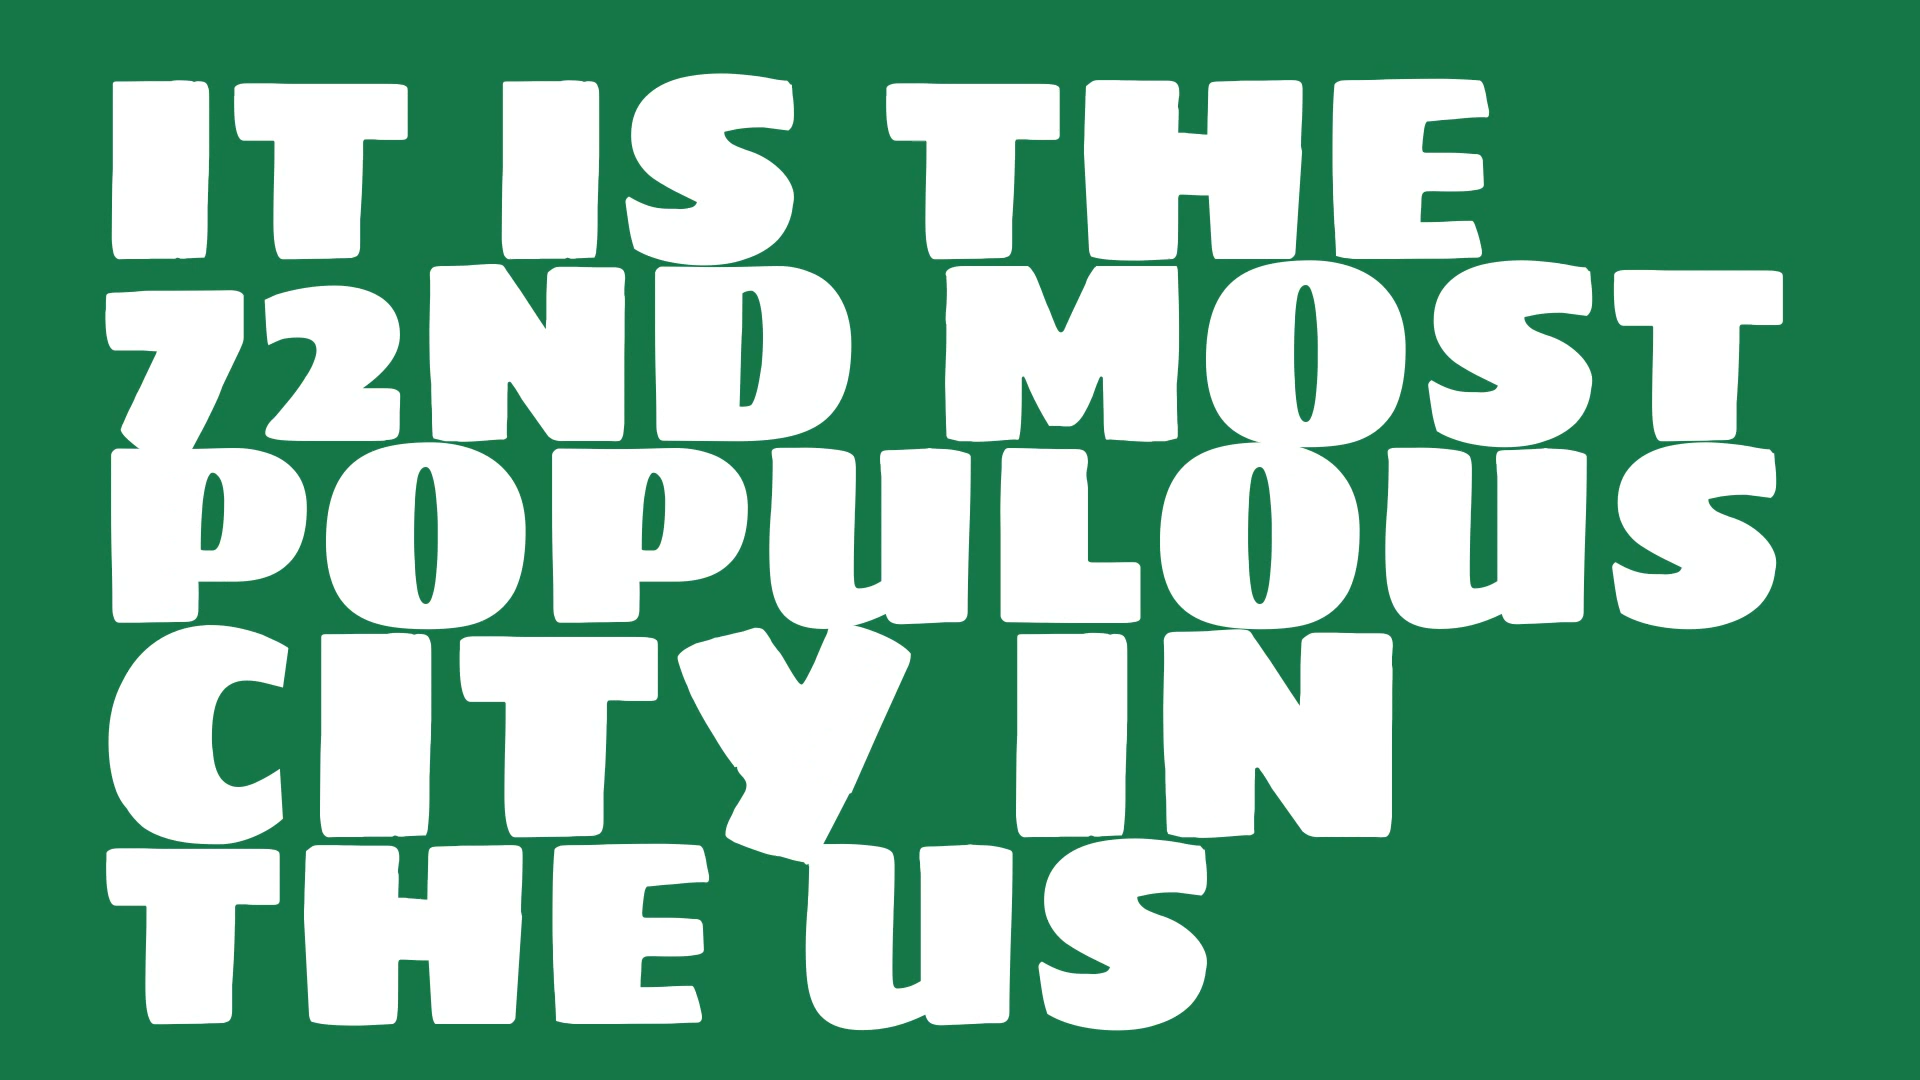 IT IS THE
72ND MOST
POPULOUS
CITY IN
THE US